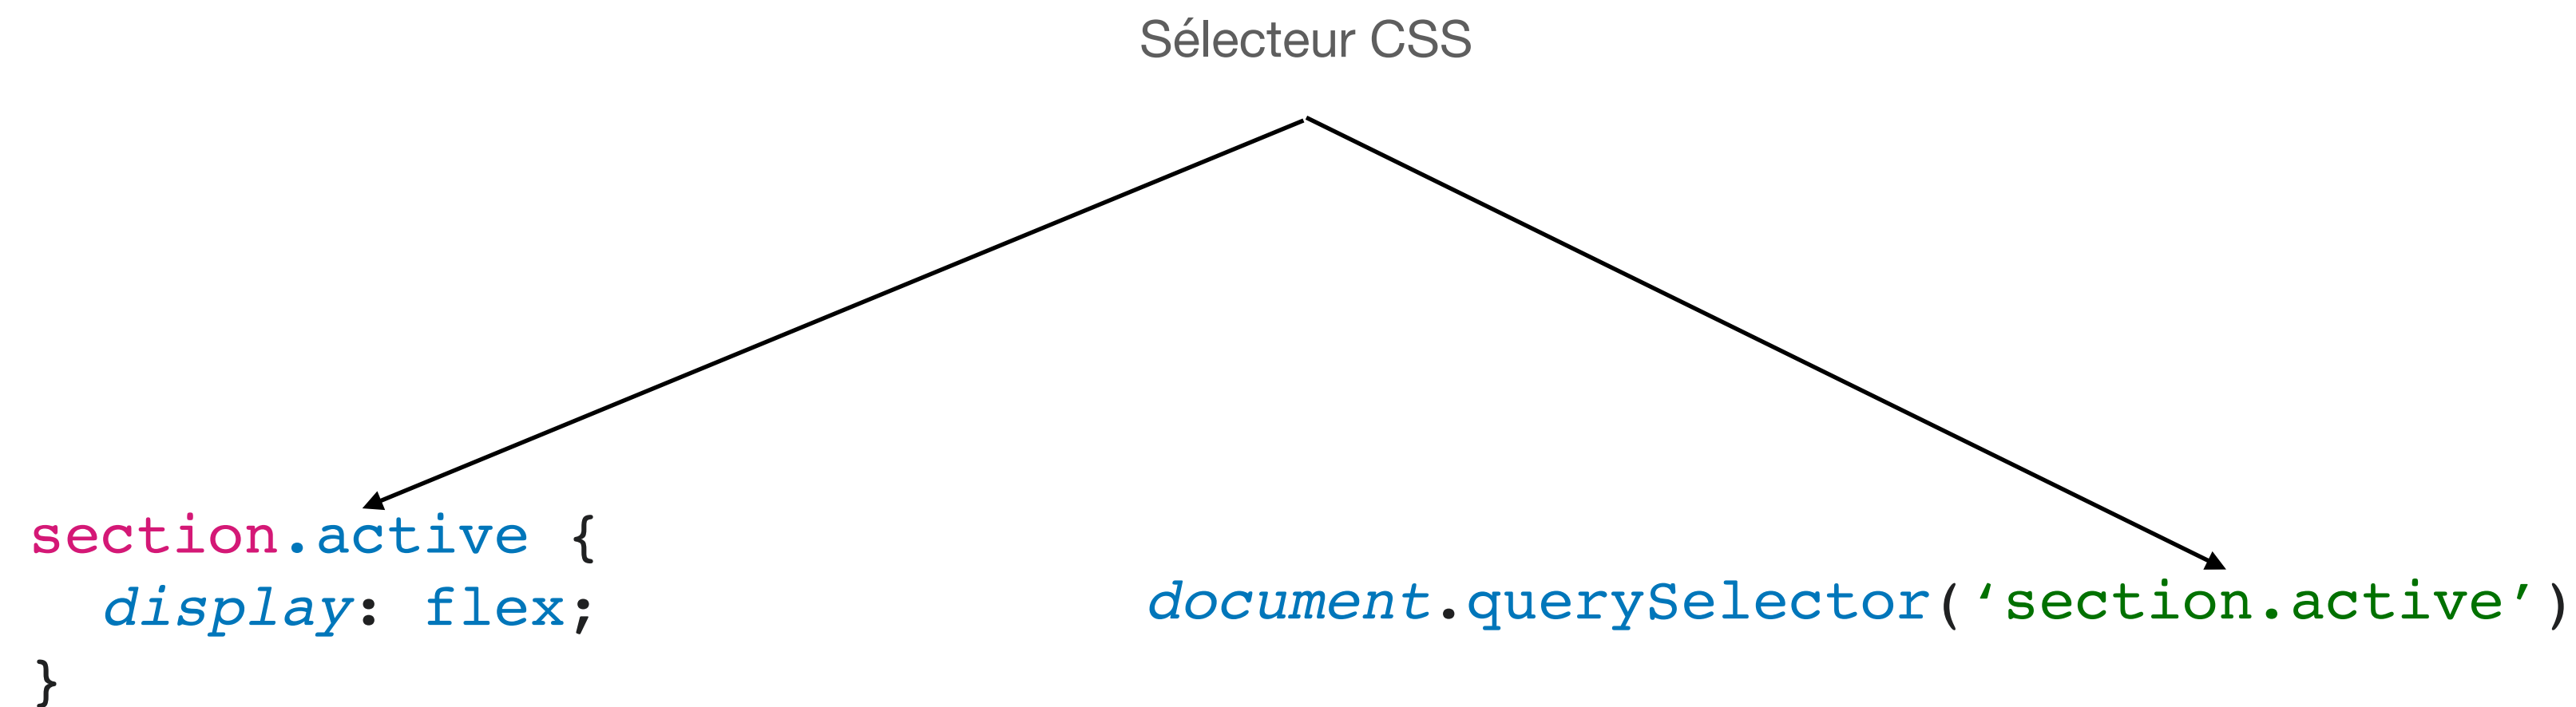 Sélecteur CSS
section.active {
display: flex;
document.querySelector(‘section.active’)
}